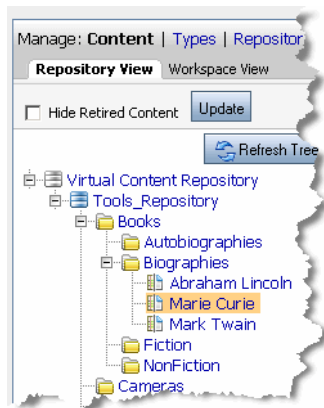 Manage: Content | Types | Repositor
Repository View Workspace View
Hide Retired Content Update
Refresh Tree
Virtual Content Repository
Tools_Repository
Books
Autobiographies
Biographies
Abraham Lincoln
Marie Curie
Mark Twain
Fiction
NonFiction
Cameras